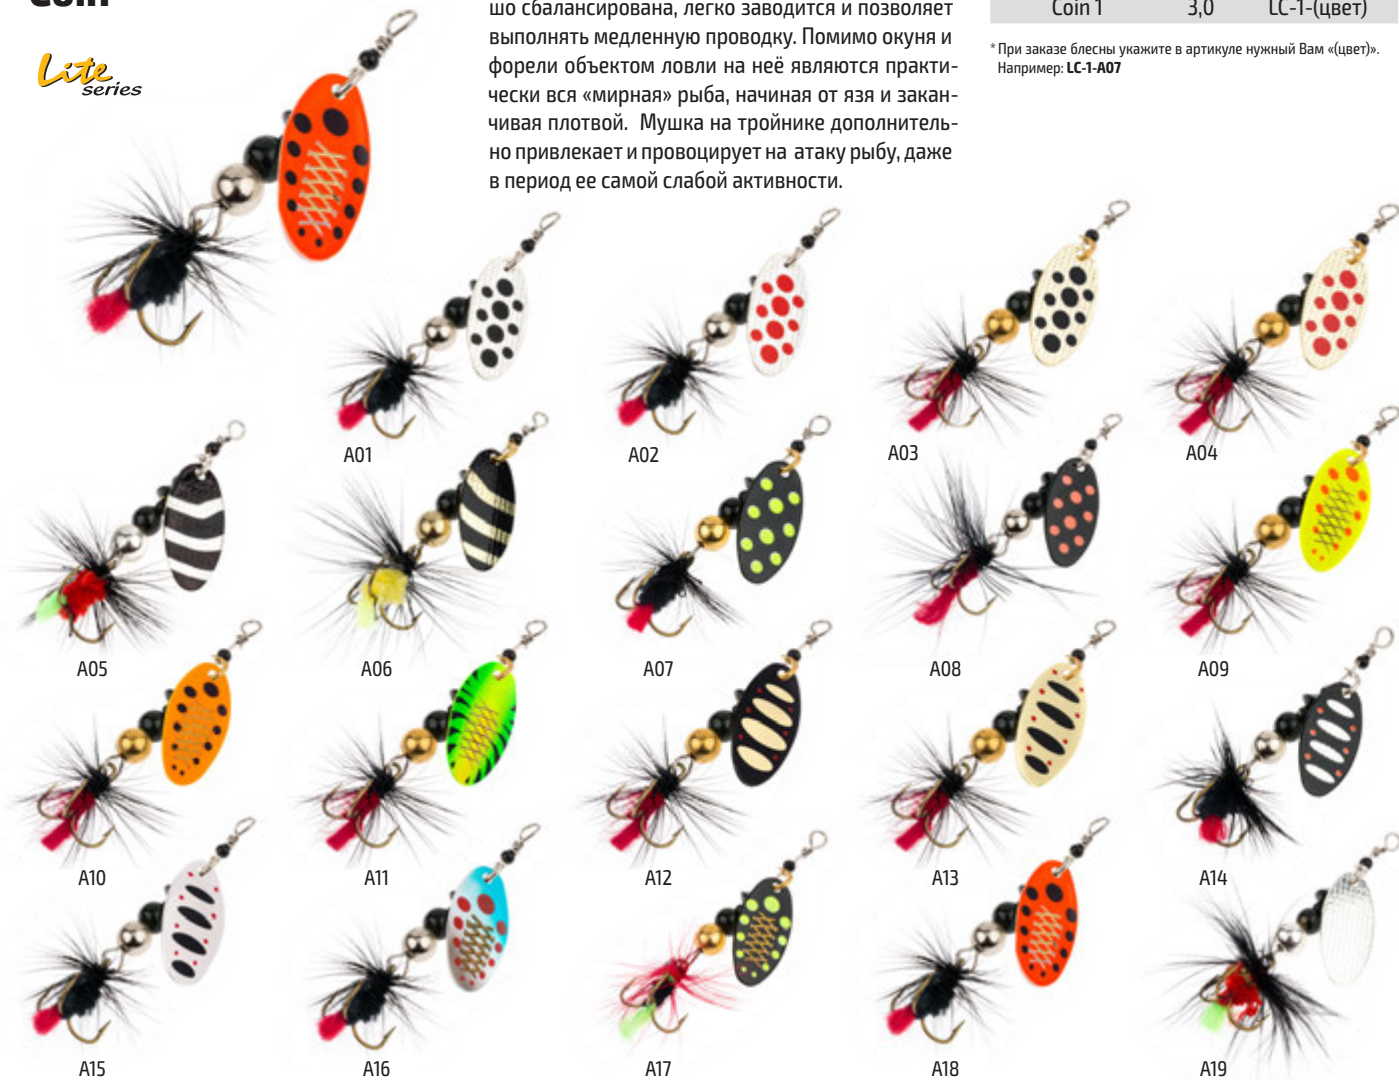 Coin
Lite
series
шо сбалансирована, легко заводится и позволяет
выполнять медленную проводку. Помимо окуня и
форели объектом ловли на неё являются практи-
чески вся «мирная» рыба, начиная от язя и закан-
чивая плотвой. Мушка на тройнике дополнитель-
но привлекает и провоцирует на атаку рыбу, даже
в период ее самой слабой активности.
Coin 1 3,0 LC-1-(цвет)
* При заказе блесны укажите в артикуле нужный Вам «(цвет)».
Например: LC-1-A07
A01 A02 A03 A04
A05 A06 A07 A08 A09
A10 A11 A12 A13 A14
A15 A16 A17 A18 A19